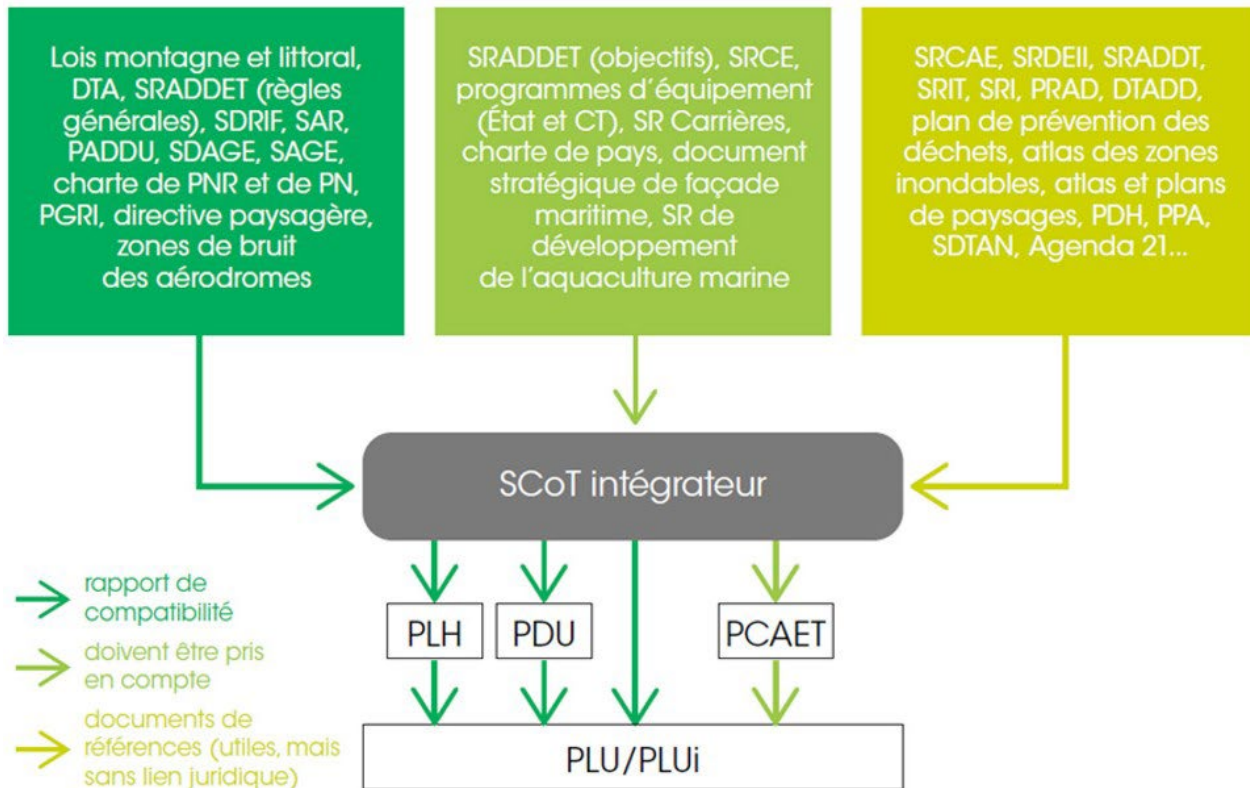 Lois montagne et littoral,
DTA, SRADDET (règles
générales), SDRIF, SAR,
PADDU, SDAGE, SAGE,
charte de PNR et de PN,
PGRI, directive paysagère,
zones de bruit
des aérodromes
SRADDET (objectifs), SRCE,
programmes d'équipement
(État et CT), SR Carrières,
charte de pays, document
stratégique de façade
maritime, SR de
développement
de l'aquaculture marine
SRCAE, SRDEII, SRADDT,
SRIT, SRI, PRAD, DTADD,
plan de prévention des
déchets, atlas des zones
inondables, atlas et plans
de paysages, PDH, PPA,
SDTAN, Agenda 21...
SCoT intégrateur
rapport de
compatibilité
doivent être pris
en compte
documents de
références (utiles, mais
sans lien juridique)
PLH
PDU
PCAET
PLU/PLUi